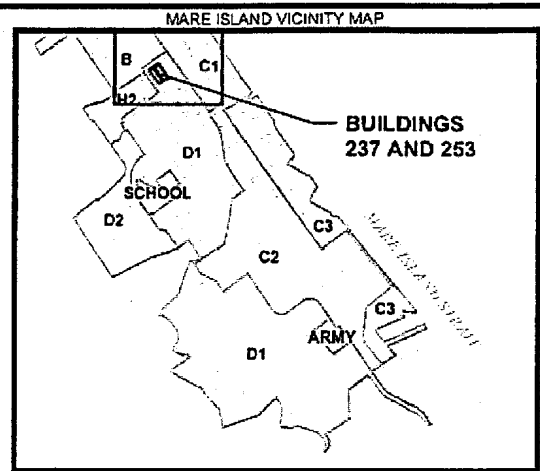 MARE ISLAND VICINITY MAP
B
C1
H2
BUILDINGS
237 AND 253
D1
SCHOOL
D2
C3
C2
MARE ISLAND STRAIT
C3
ARMY
D1